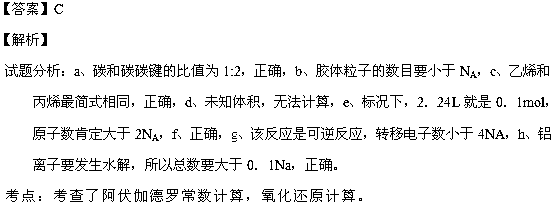 【答案】C
【解析】
试题分析：a、碳和碳碳键的比值为 1:2，正确，b、胶体粒子的数目要小于 NA，c、乙烯和
丙烯最简式相同，正确，d、未知体积，无法计算，e、标况下，2．24L 就是 0．1mol，
原子数肯定大于 2NA，f、正确，g、该反应是可逆反应，转移电子数小于 4NA，h、铝
离子要发生水解，所以总数要大于 0．1Na，正确。
考点：考查了阿伏伽德罗常数计算，氧化还原计算。